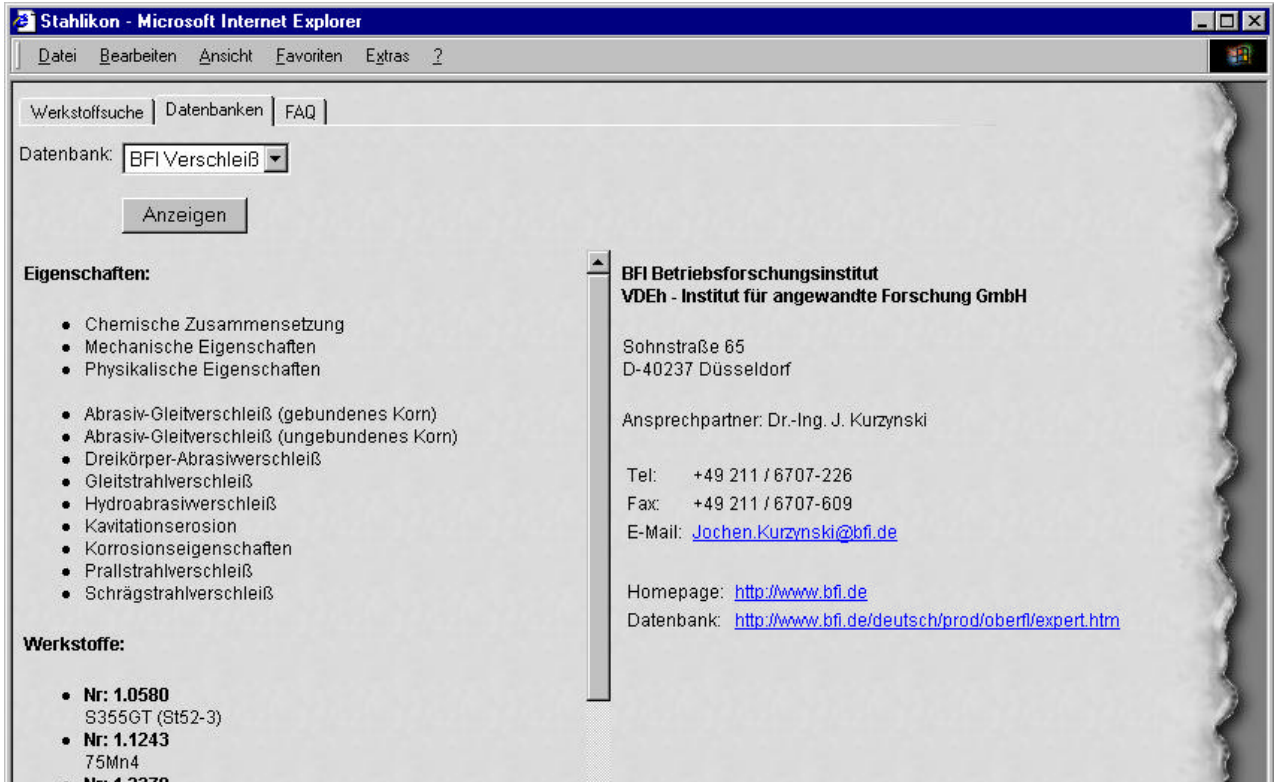 Stahlikon - Microsoft Internet Explorer
Datei Bearbeiten Ansicht Favoriten Extras ?
Werkstoffsuche Datenbanken FAQ
Datenbank: BFI Verschleiß
Anzeigen
Eigenschaften:
• Chemische Zusammensetzung
• Mechanische Eigenschaften
• Physikalische Eigenschaften
• Abrasiv-Gleitverschleiß (gebundenes Korn)
• Abrasiv-Gleitverschleiß (ungebundenes Korn)
• Dreikörper-Abrasivverschleiß
• Gleitstrahlverschleiß
• Hydroabrasivverschleiß
• Kavitationserosion
• Korrosionseigenschaften
• Prallstrahlverschleiß
• Schrägstrahlverschleiß
Werkstoffe:
• Nr: 1.0580
S355GT (St52-3)
• Nr: 1.1243
75Mn4
BFI Betriebsforschungsinstitut
VDEh - Institut für angewandte Forschung GmbH
Sohnstraße 65
D-40237 Düsseldorf
Ansprechpartner: Dr.-Ing. J. Kurzynski
Tel: +49 211 / 6707-226
Fax: +49 211 / 6707-609
E-Mail: Jochen.Kurzynski@bfi.de
Homepage: http://www.bfi.de
Datenbank: http://www.bfi.de/deutsch/prod/oberfl/expert.htm